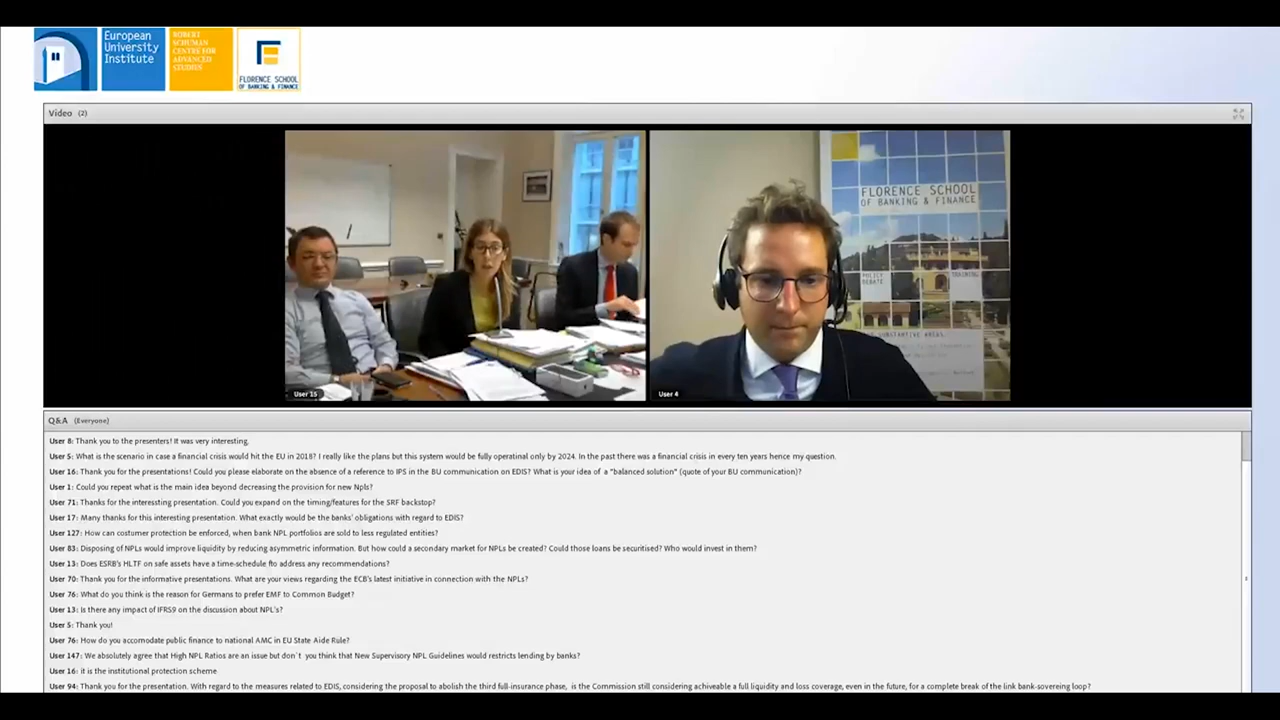 European
University
Institute
ROBERT
SCHUMAN
CENTRE FOR
ADVANCED
STUDIES
FLORENCE SCHOOL
OF BANKING & FINANCE
Video (2)
FLORENCE SCHOOL
OF BANKING & FINANCE
POLICY
DEBATE
TRAINING
SUBSTANTIVE AREAS.
User 15
User 4
Q&A (Everyone)
User 8: Thank you to the presenters! It was very interesting.
User 5: What is the scenario in case a financial crisis would hit the EU in 2018? I really like the plans but this system would be fully operatinal only by 2024. In the past there was a financial crisis in every ten years hence my question.
User 16: Thank you for the presentations! Could you please elaborate on the absence of a reference to IPS in the BU communication on EDIS? What is your idea of a "balanced solution" (quote of your BU communication)?
User 1: Could you repeat what is the main idea beyond decreasing the provision for new Npls?
User 71: Thanks for the interessting presentation. Could you expand on the timing/features for the SRF backstop?
User 17: Many thanks for this interesting presentation. What exactly would be the banks' obligations with regard to EDIS?
User 127: How can costumer protection be enforced, when bank NPL portfolios are sold to less regulated entities?
User 83: Disposing of NPLs would improve liquidity by reducing asymmetric information. But how could a secondary market for NPLs be created? Could those loans be securitised? Who would invest in them?
User 13: Does ESRB's HLTF on safe assets have a time-schedule fto address any recommendations?
User 70: Thank you for the informative presentations. What are your views regarding the ECB's latest initiative in connection with the NPLs?
User 76: What do you think is the reason for Germans to prefer EMF to Common Budget?
User 13: Is there any impact of IFRS9 on the discussion about NPL's?
User 5: Thank you!
User 76: How do you accomodate public finance to national AMC in EU State Aide Rule?
User 147: We absolutely agree that High NPL Ratios are an issue but don´t you think that New Supervisory NPL Guidelines would restricts lending by banks?
User 16: it is the institutional protection scheme
User 94: Thank you for the presentation. With regard to the measures related to EDIS, considering the proposal to abolish the third full-insurance phase, is the Commission still considering achiveable a full liquidity and loss coverage, even in the future, for a complete break of the link bank-sovereing loop?